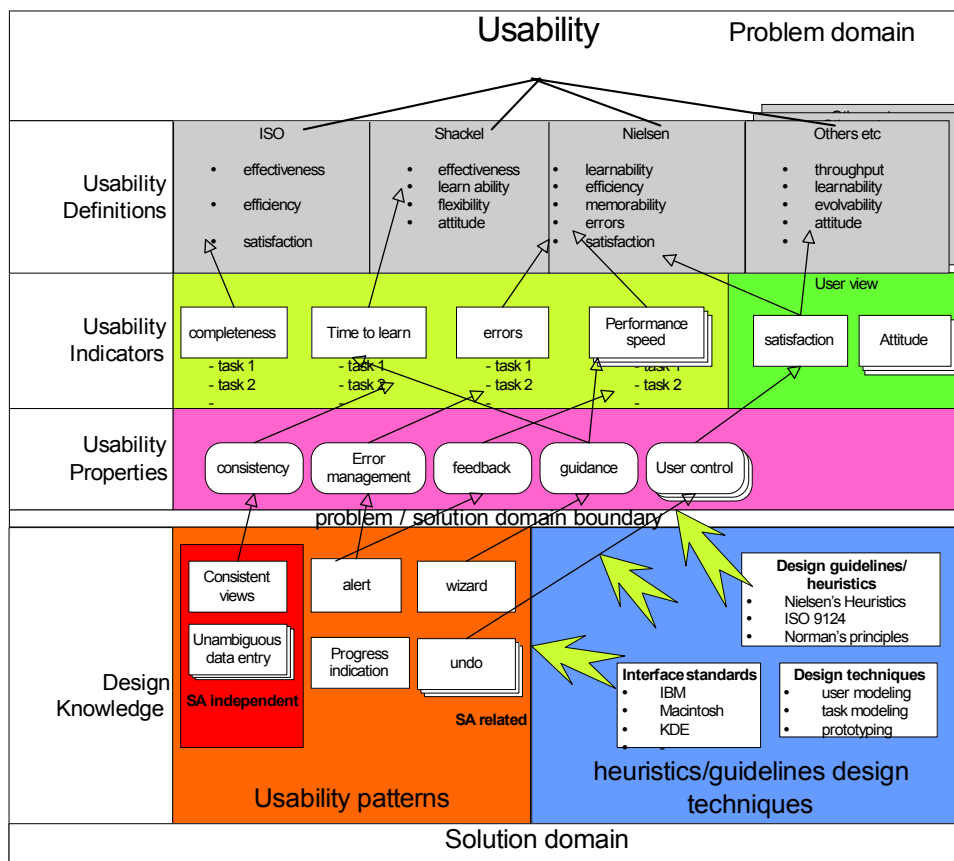 Usability
Problem domain
Other etc
Other etc
Usability
Definitions
ISO
• effectiveness
• efficiency
• satisfaction
Shackel
• effectiveness
• learn ability
• flexibility
• attitude
Nielsen
• learnability
• efficiency
• memorability
• errors
• satisfaction
Others etc
• throughput
• learnability
• evolvability
• attitude
•
Usability
Indicators
User view
completeness
- task 1
- task 2
-
Time to learn
- task 1
- task 2
-
errors
- task 1
- task 2
-
Performance
speed
- task 1
- task 2
-
satisfaction
Attitude
Usability
Properties
consistency
Error
management
feedback
guidance
User control
problem / solution domain boundary
Design
Knowledge
Consistent
views
Unambiguous
data entry
SA independent
alert
wizard
Progress
indication
undo
SA related
Usability patterns
Design guidelines/
heuristics
• Nielsen's Heuristics
• ISO 9124
• Norman's principles
Interface standards
• IBM
• Macintosh
• KDE
• -
Design techniques
• user modeling
• task modeling
• prototyping
heuristics/guidelines design
techniques
Solution domain